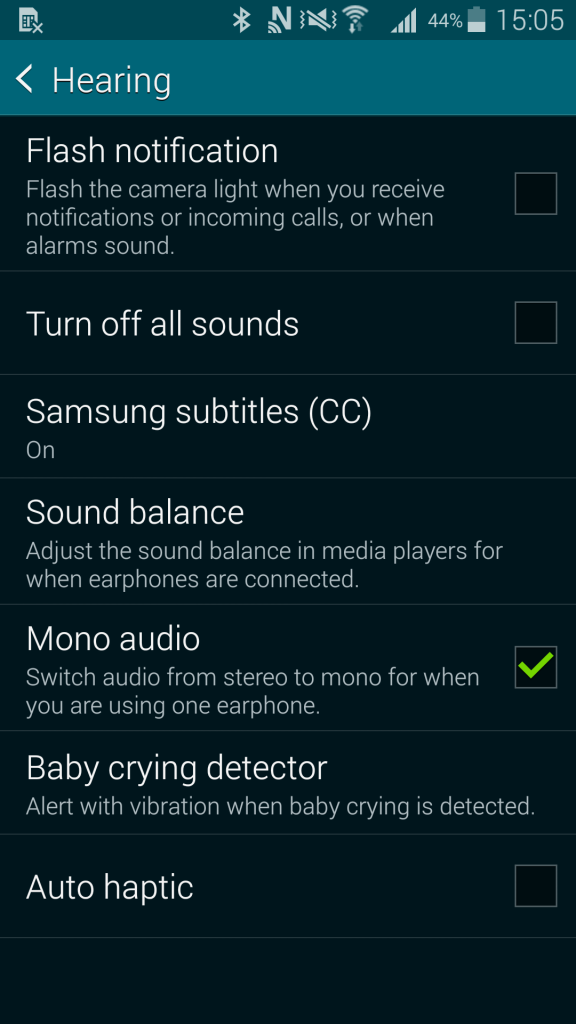 44% 15:05
Hearing
Flash notification
Flash the camera light when you receive
notifications or incoming calls, or when
alarms sound.
Turn off all sounds
Samsung subtitles (CC)
On
Sound balance
Adjust the sound balance in media players for
when earphones are connected.
Mono audio
Switch audio from stereo to mono for when
you are using one earphone.
Baby crying detector
Alert with vibration when baby crying is detected.
Auto haptic